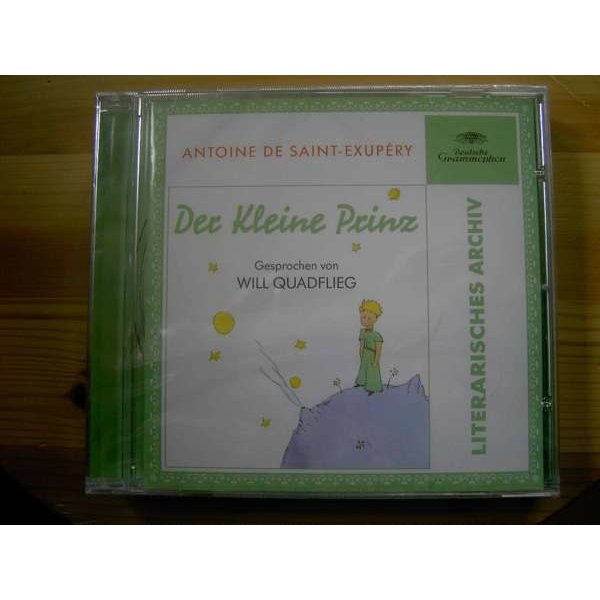 ANTOINE DE SAINT-EXUPÉRY
Deutsche
Grammophon
Der Kleine Prinz
Gesprochen von
WILL QUADFLIEG
LITERARISCHES ARCHIV